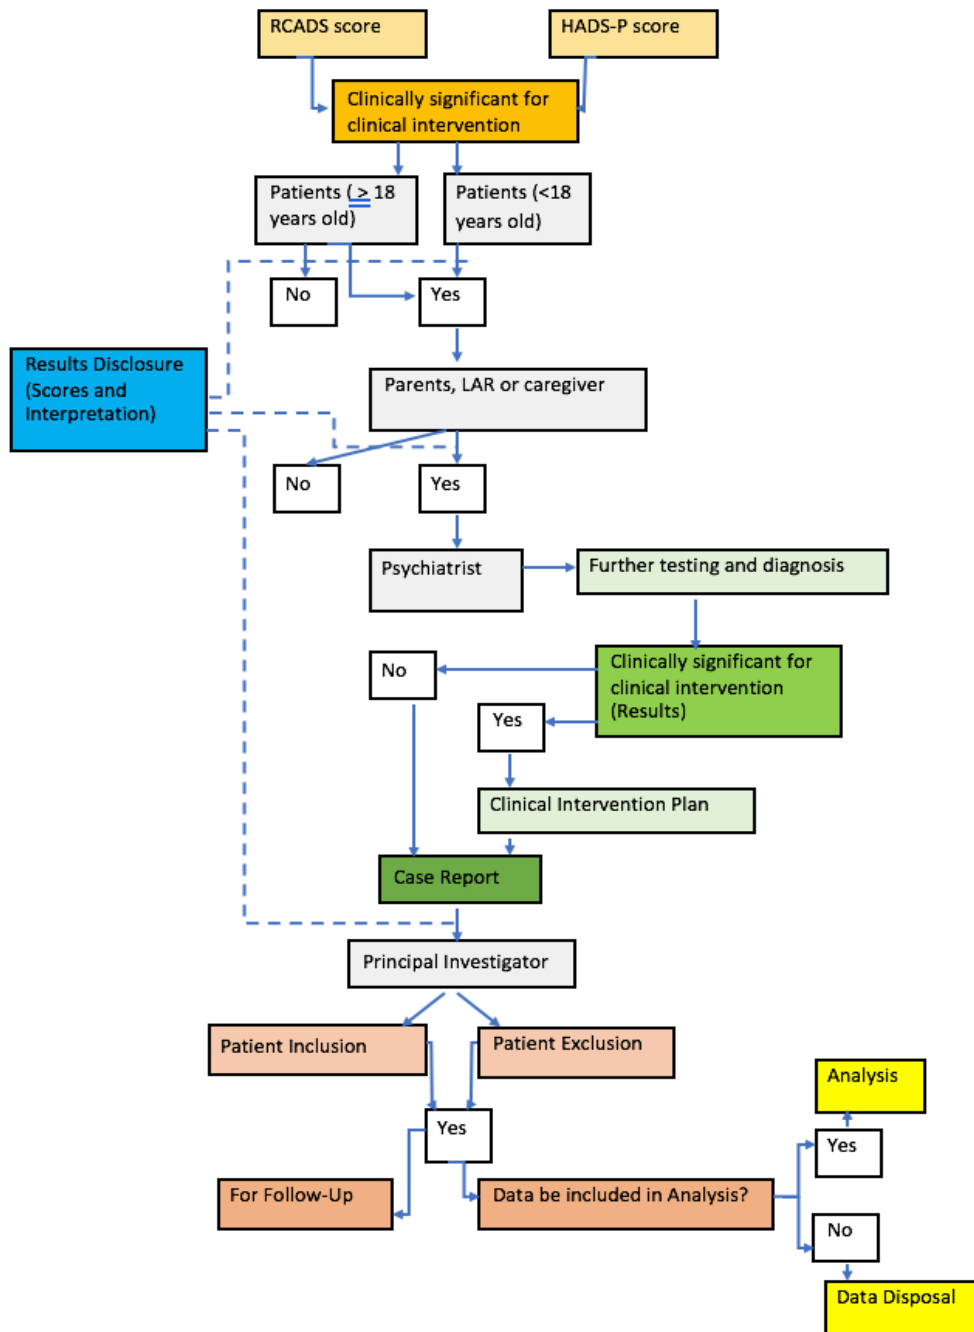 RCADS score
HADS-P score
Clinically significant for
clinical intervention
Patients ( ≥ 18
years old)
Patients (<18
years old)
No
Yes
Results Disclosure
(Scores and
Interpretation)
Parents, LAR or caregiver
No
Yes
Psychiatrist
Further testing and diagnosis
No
Clinically significant for
clinical intervention
(Results)
Yes
Clinical Intervention Plan
Case Report
Principal Investigator
Patient Inclusion
Patient Exclusion
Analysis
Yes
Yes
For Follow-Up
Data be included in Analysis?
No
Data Disposal